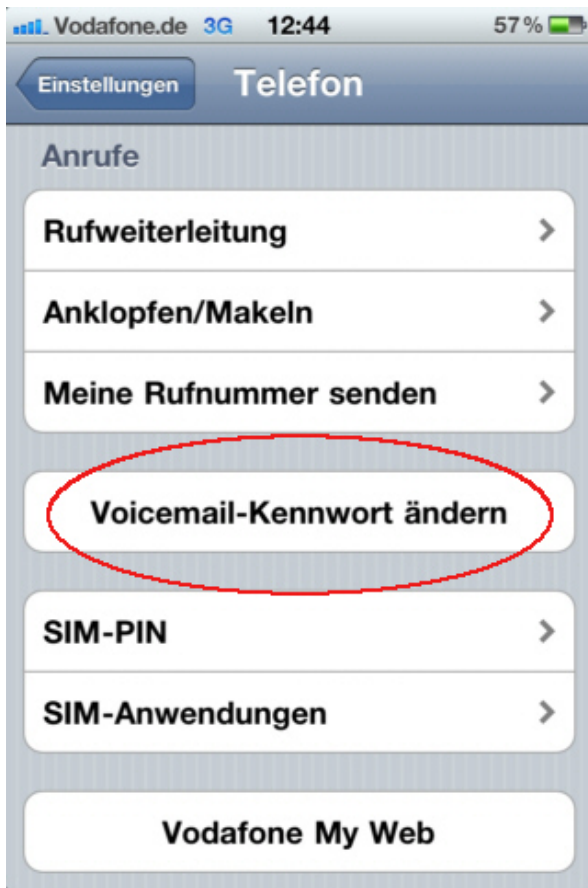 Vodafone.de 3G 12:44 57 %
Einstellungen Telefon
Anrufe
Rufweiterleitung
Anklopfen/Makeln
Meine Rufnummer senden
Voicemail-Kennwort ändern
SIM-PIN
SIM-Anwendungen
Vodafone My Web